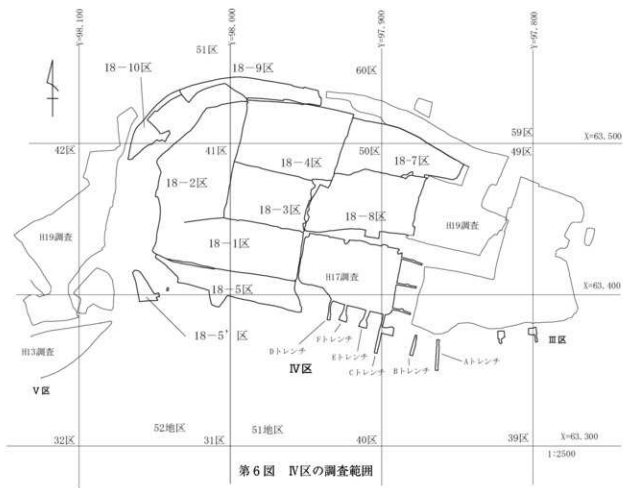 Y=98.100
Y=98.000
Y=97.900
Y=97.800
51区
60区
18-10区
18-9区
59区
X=63.500
42区
41区
50区
49区
18-4区
18-7区
18-2区
18-3区
18-8区
H19調査
H19調査
18-1区
H17調査
18-5区
X=63.400
18-5'区
H13調査
V区
Dトレンチ
Fトレンチ
Eトレンチ
Cトレンチ
Bトレンチ
Aトレンチ
Ⅳ区
Ⅲ区
52地区
51地区
32区
31区
40区
39区
X=63.300
1:2500
第6図 Ⅳ区の調査範囲